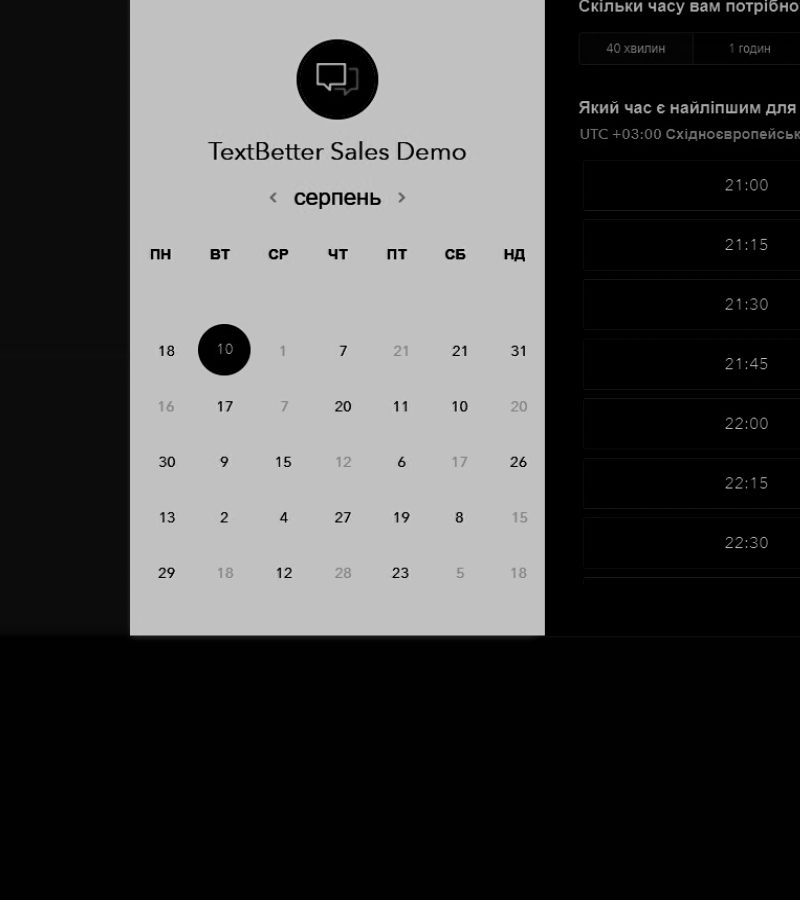 TextBetter Sales Demo
< серпень >
ПН ВТ СР ЧТ ПТ СБ НД
18 10 1 7 21 21 31
16 17 7 20 11 10 20
30 9 15 12 6 17 26
13 2 4 27 19 8 15
29 18 12 28 23 5 18
Скільки часу вам потрібно
40 хвилин 1 годин
Який час є найліпшим для
UTC +03:00 Східноєвропейськ
21:00
21:15
21:30
21:45
22:00
22:15
22:30